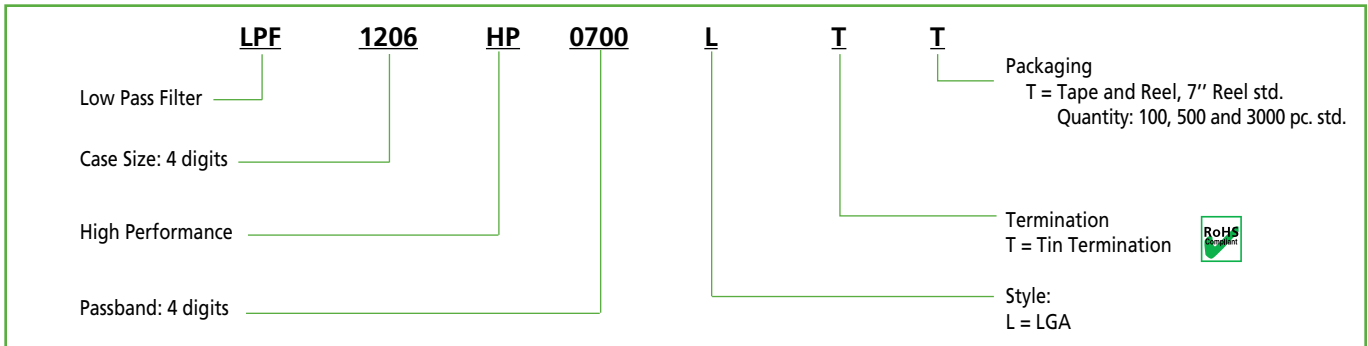 LPF 1206 HP 0700 L T T
Low Pass Filter
Case Size: 4 digits
High Performance
Passband: 4 digits
Packaging
T = Tape and Reel, 7’’ Reel std.
Quantity: 100, 500 and 3000 pc. std.
Termination
T = Tin Termination
RoHS
Compliant
Style:
L = LGA